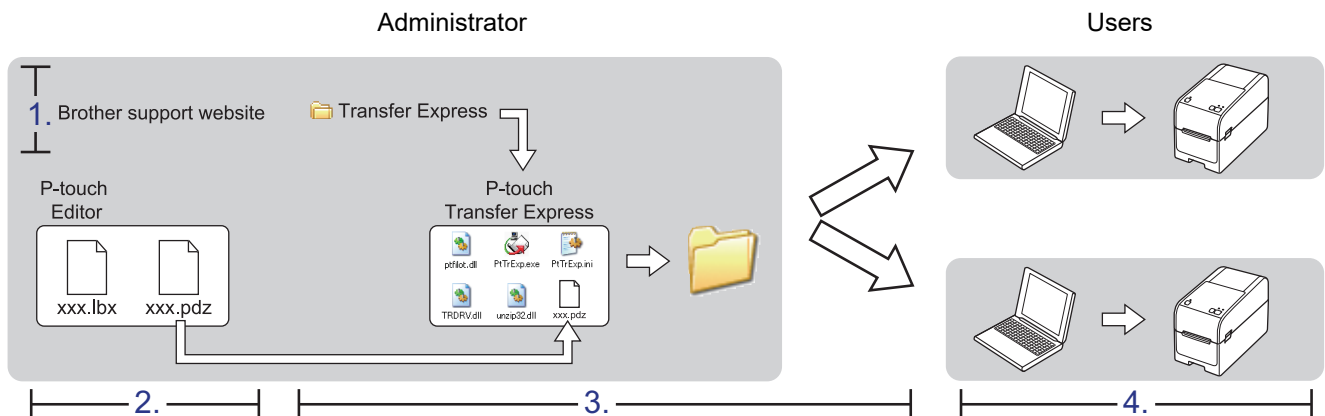 Administrator
Users
1.
Brother support website
Transfer Express
P-touch
Editor
xxx.lbx
xxx.pdz
P-touch
Transfer Express
ptfilot.dll
PtTrExp.exe
PtTrExp.ini
TRDRV.dll
unzip32.dll
xxx.pdz
2.
3.
4.